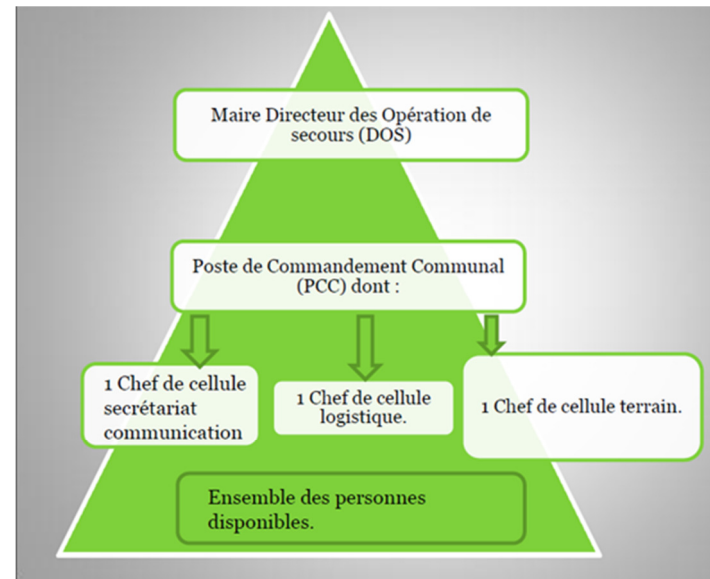 Maire Directeur des Opération de
secours (DOS)
Poste de Commandement Communal
(PCC) dont :
1 Chef de cellule
secrétariat
communication
1 Chef de cellule
logistique.
1 Chef de cellule terrain.
Ensemble des personnes
disponibles.